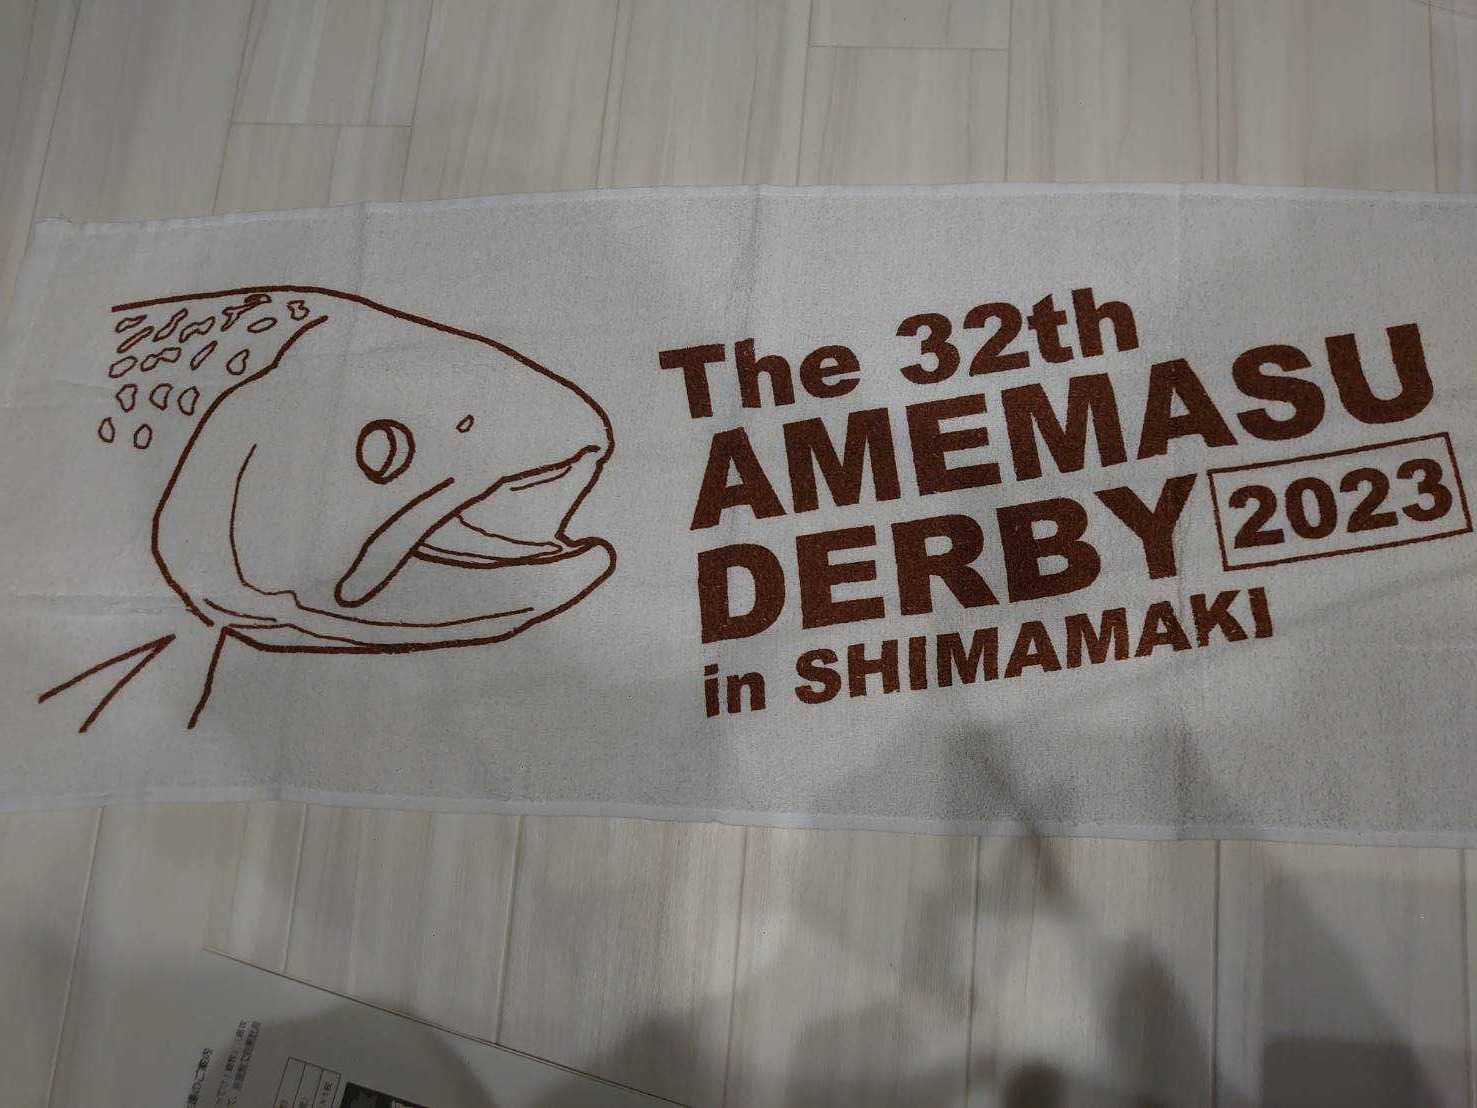 The 32th
AMEMASU
DERBY 2023
in SHIMAMAKI